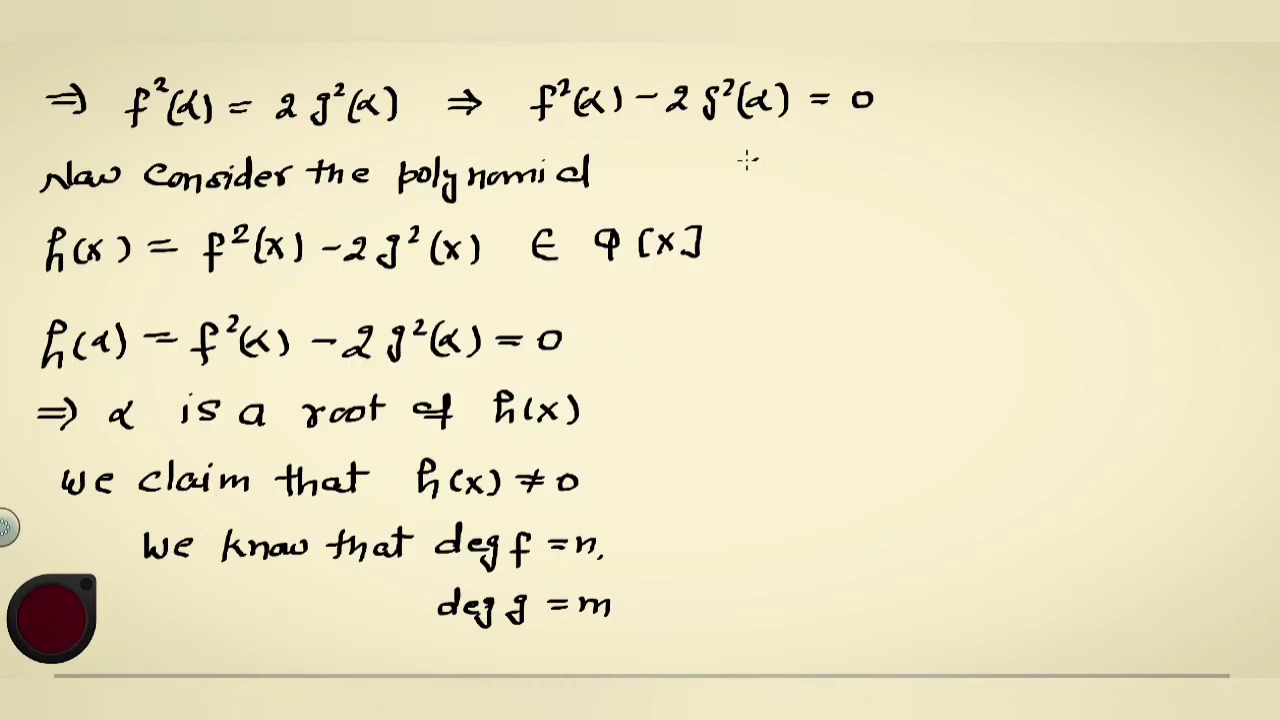 ⇒ f²(α) = 2 g²(α) ⇒ f²(α) - 2 g²(α) = 0
Now consider the polynomial
h(x) = f²(x) - 2 g²(x) ∈ Q[x]
h(α) = f²(α) - 2 g²(α) = 0
⇒ α is a root of h(x)
We claim that h(x) ≠ 0
We know that deg f = n,
deg g = m